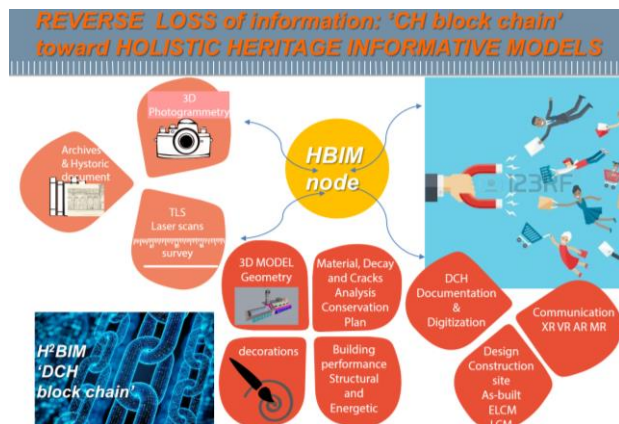 REVERSE LOSS of information: 'CH block chain'
toward HOLISTIC HERITAGE INFORMATIVE MODELS
3D
Photogrammetry
Archives
& Hystoric
document
TLS
Laser scans
survey
HBIM
node
123RF
3D MODEL
Geometry
Material, Decay
and Cracks
Analysis
Conservation
Plan
decorations
Building
performance
Structural
and
Energetic
DCH
Documentation
&
Digitization
Communication
XR VR AR MR
Design
Construction
site
As-built
ELCM
LCM
H²BIM
'DCH
block chain'